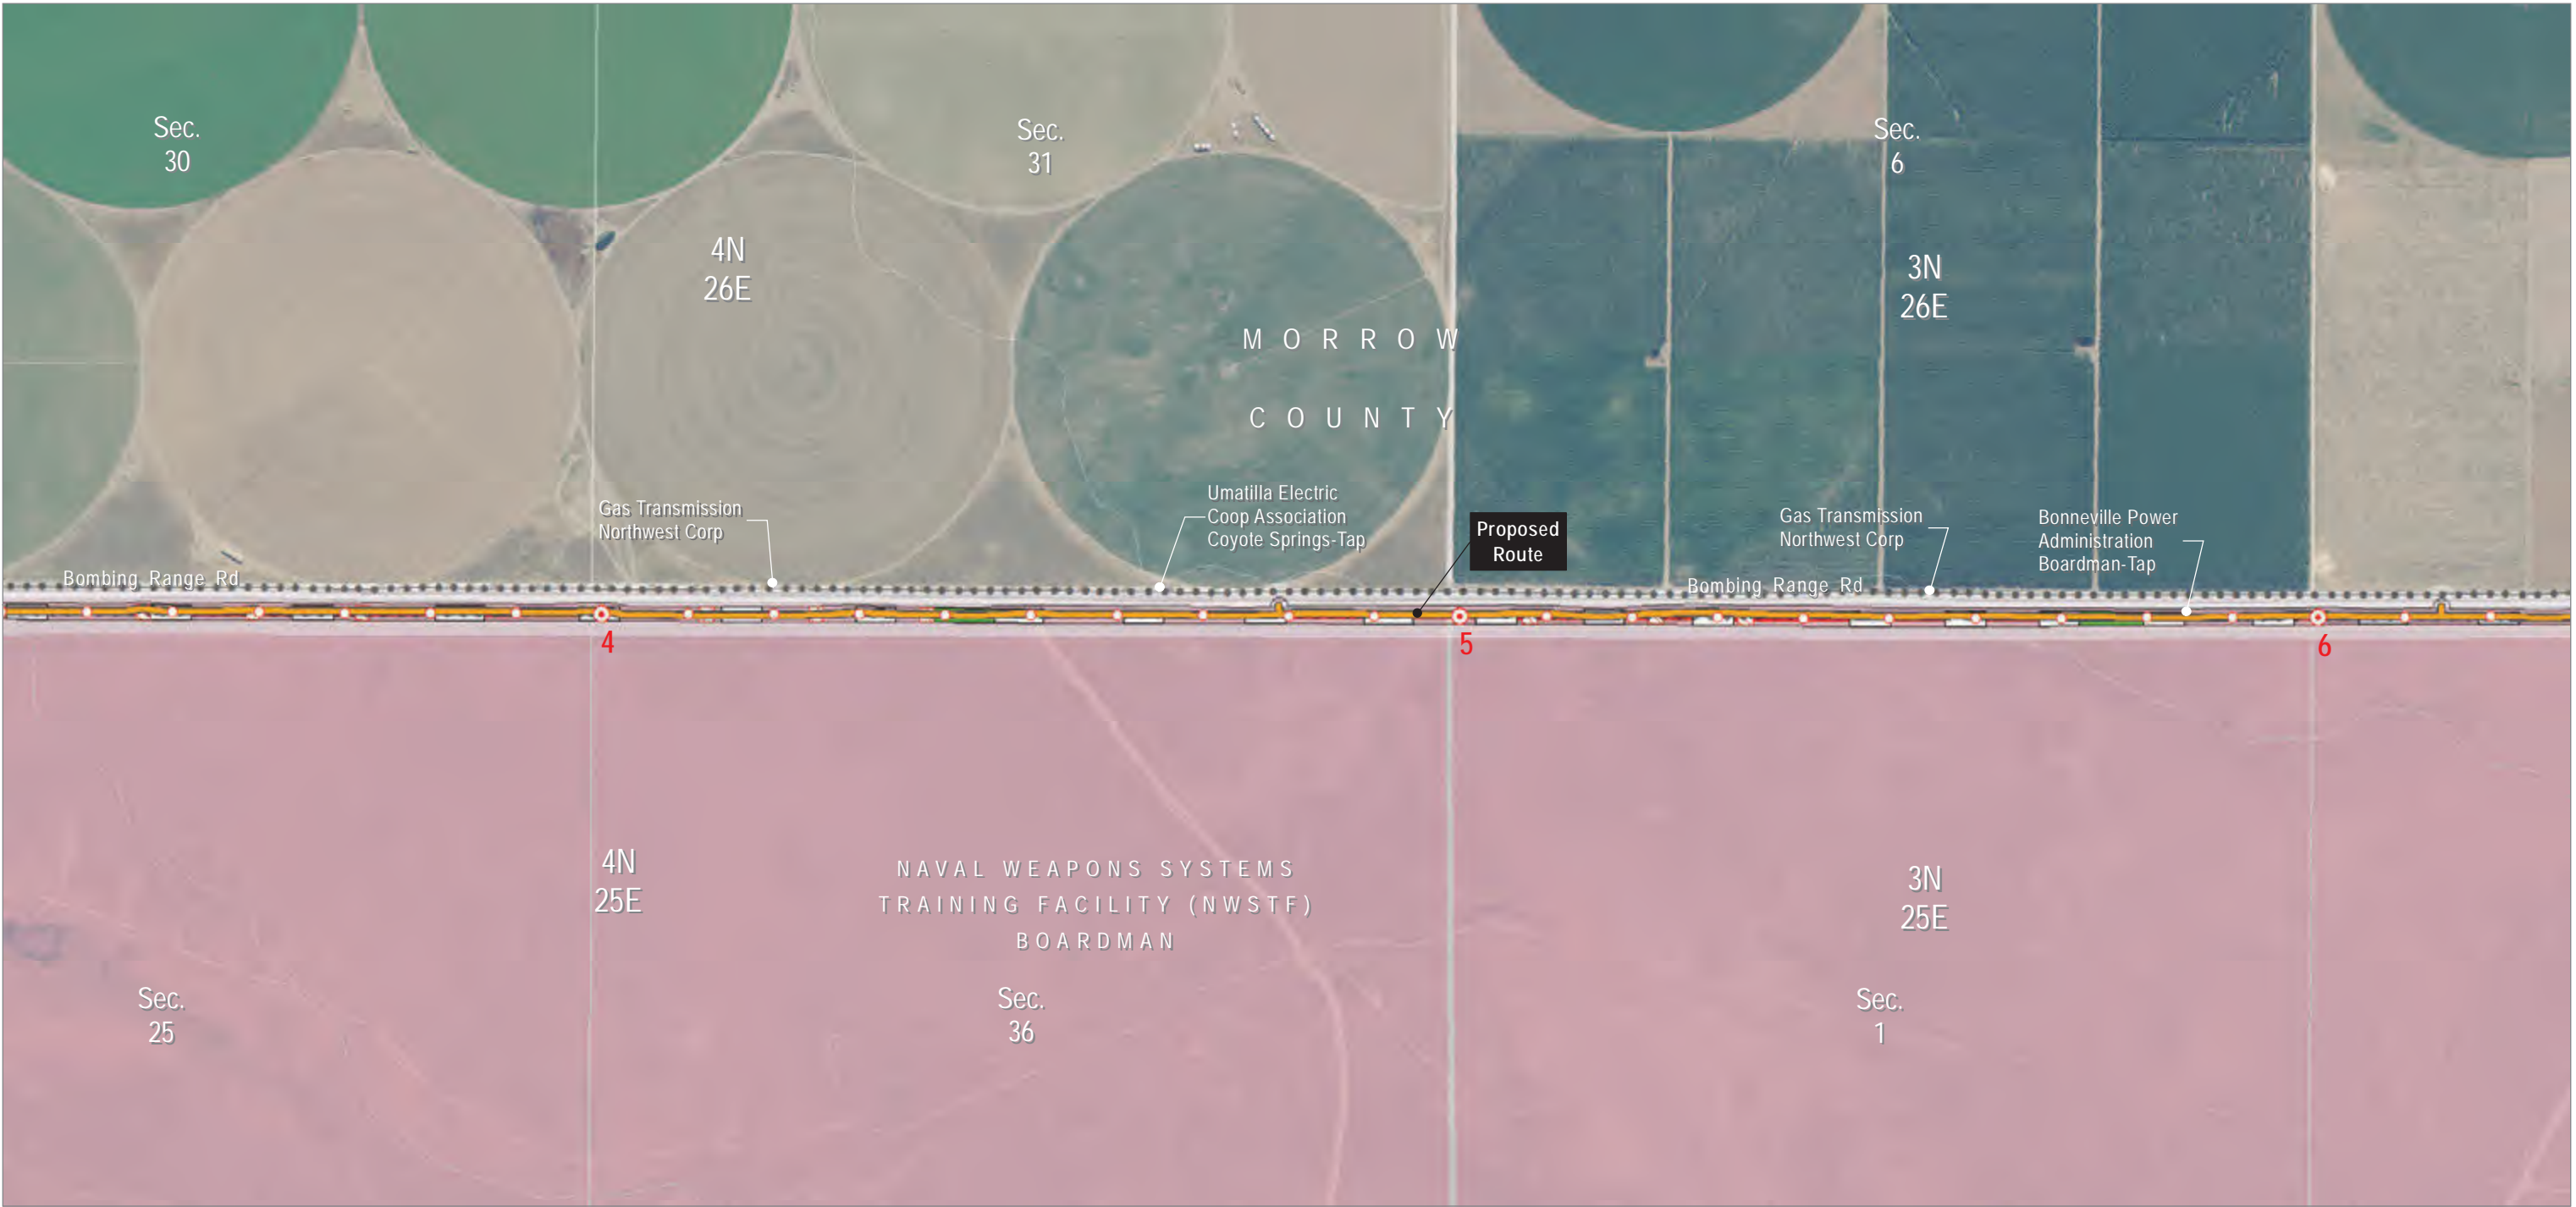 Sec.
30
Sec.
31
Sec.
6
4N
26E
3N
26E
MORROW
COUNTY
Gas Transmission
Northwest Corp
Umatilla Electric
Coop Association
Coyote Springs-Tap
Proposed
Route
Gas Transmission
Northwest Corp
Bonneville Power
Administration
Boardman-Tap
Bombing Range Rd
Bombing Range Rd
4
5
6
4N
25E
NAVAL WEAPONS SYSTEMS
TRAINING FACILITY (NWSTF)
BOARDMAN
3N
25E
Sec.
25
Sec.
36
Sec.
1